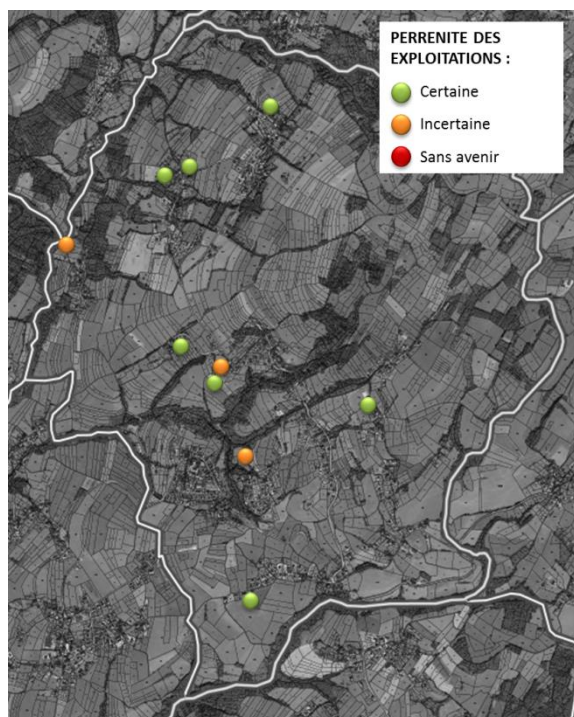 PERRENITE DES
EXPLOITATIONS :
Certaine
Incertaine
Sans avenir